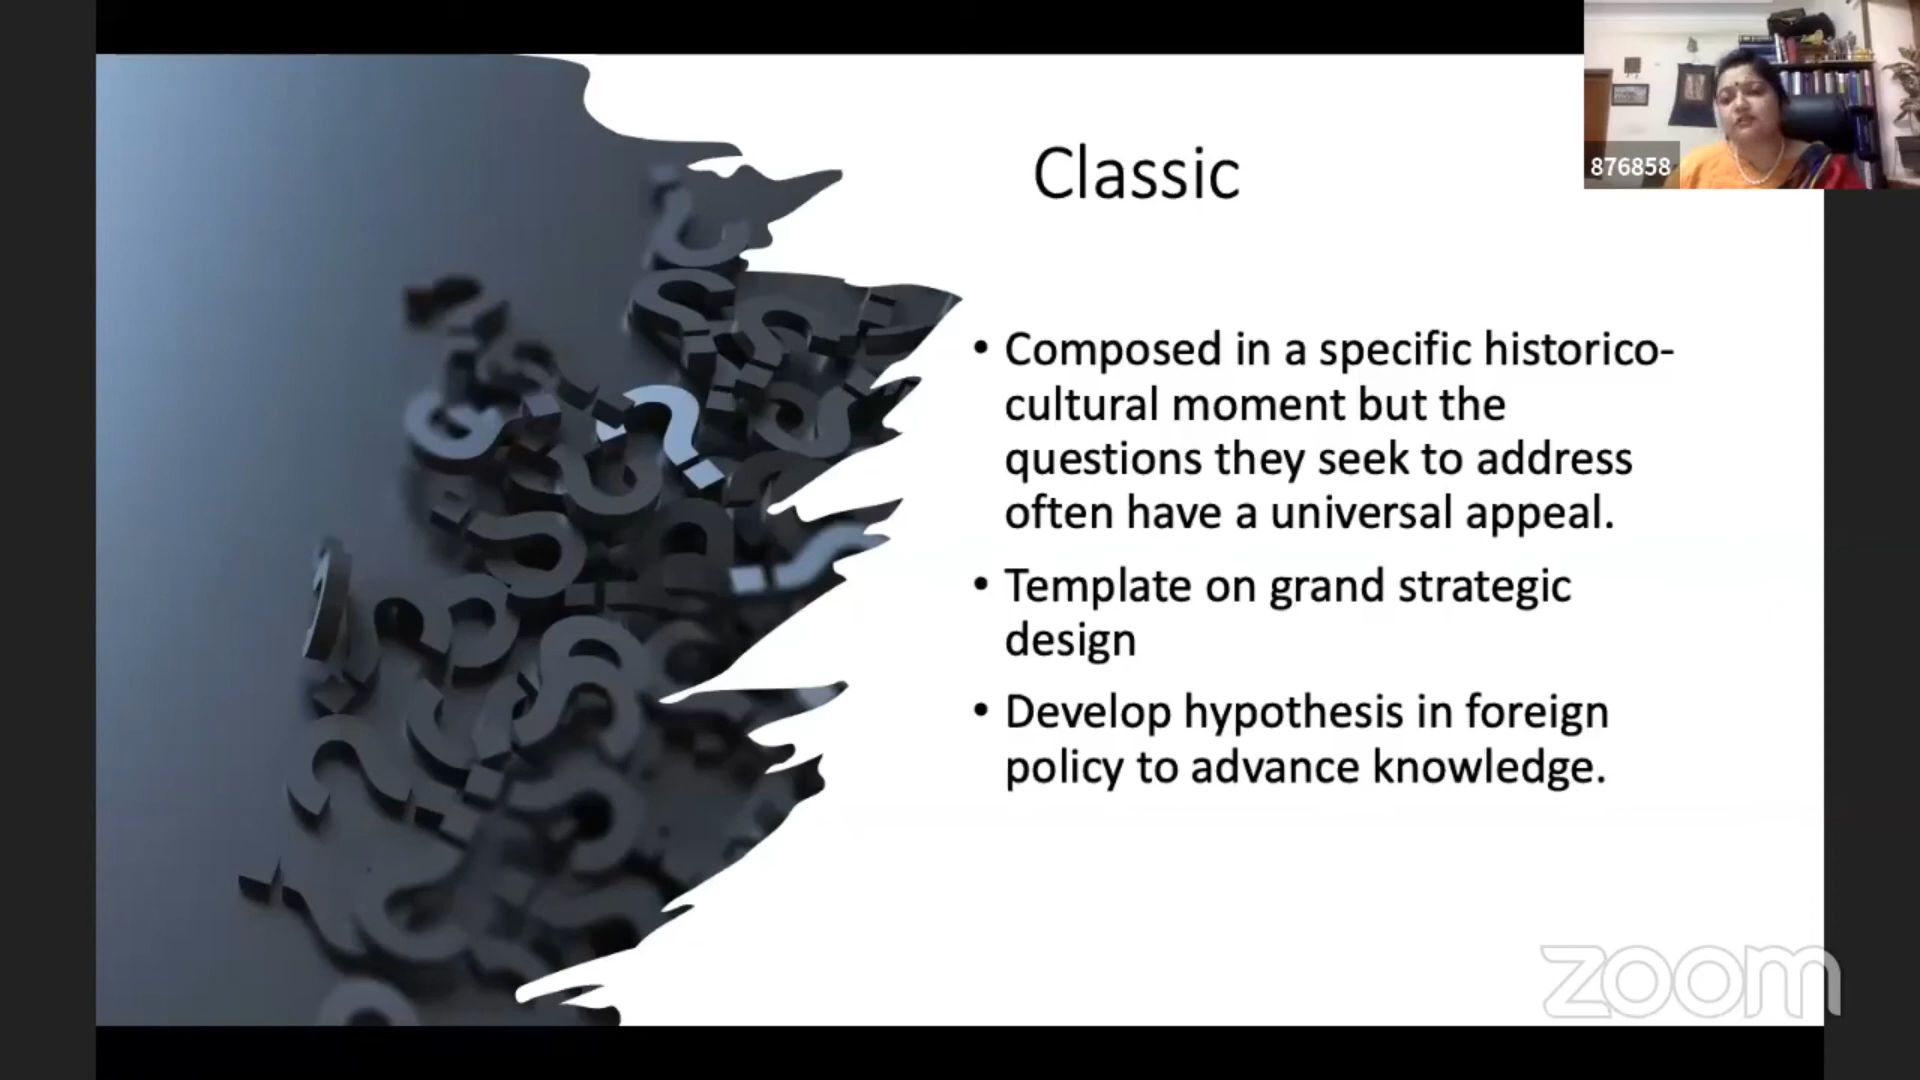 Classic
876858
• Composed in a specific historico-
cultural moment but the
questions they seek to address
often have a universal appeal.
• Template on grand strategic
design
• Develop hypothesis in foreign
policy to advance knowledge.
zoom